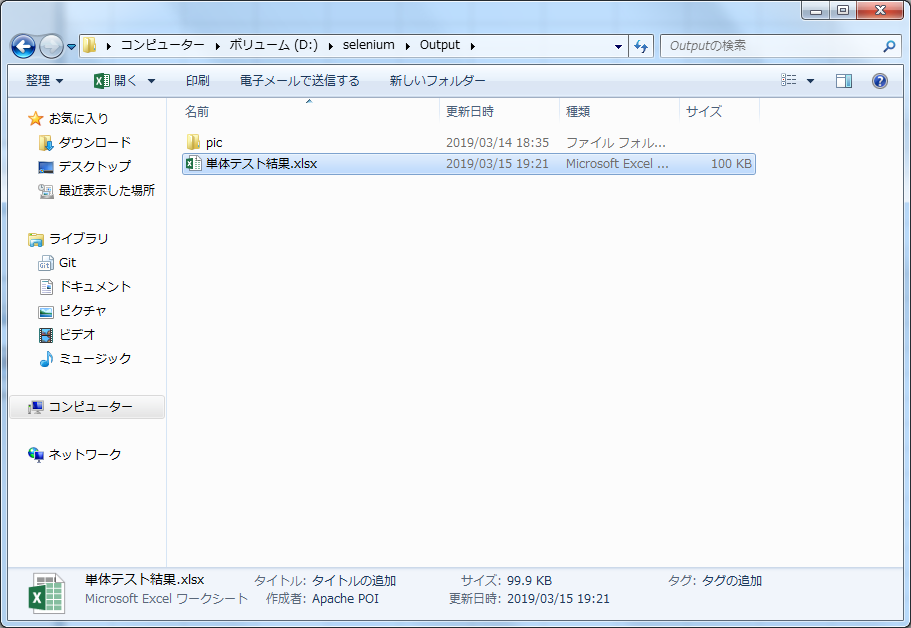 コンピューター ボリューム (D:) selenium Output Outputの検索
整理 開く 印刷 電子メールで送信する 新しいフォルダー
名前 更新日時 種類 サイズ
お気に入り
ダウンロード
デスクトップ
最近表示した場所
ライブラリ
Git
ドキュメント
ピクチャ
ビデオ
ミュージック
コンピューター
ネットワーク
pic 2019/03/14 18:35 ファイル フォル...
単体テスト結果.xlsx 2019/03/15 19:21 Microsoft Excel ... 100 KB
単体テスト結果.xlsx タイトル: タイトルの追加 サイズ: 99.9 KB タグ: タグの追加
Microsoft Excel ワークシート 作成者: Apache POI 更新日時: 2019/03/15 19:21